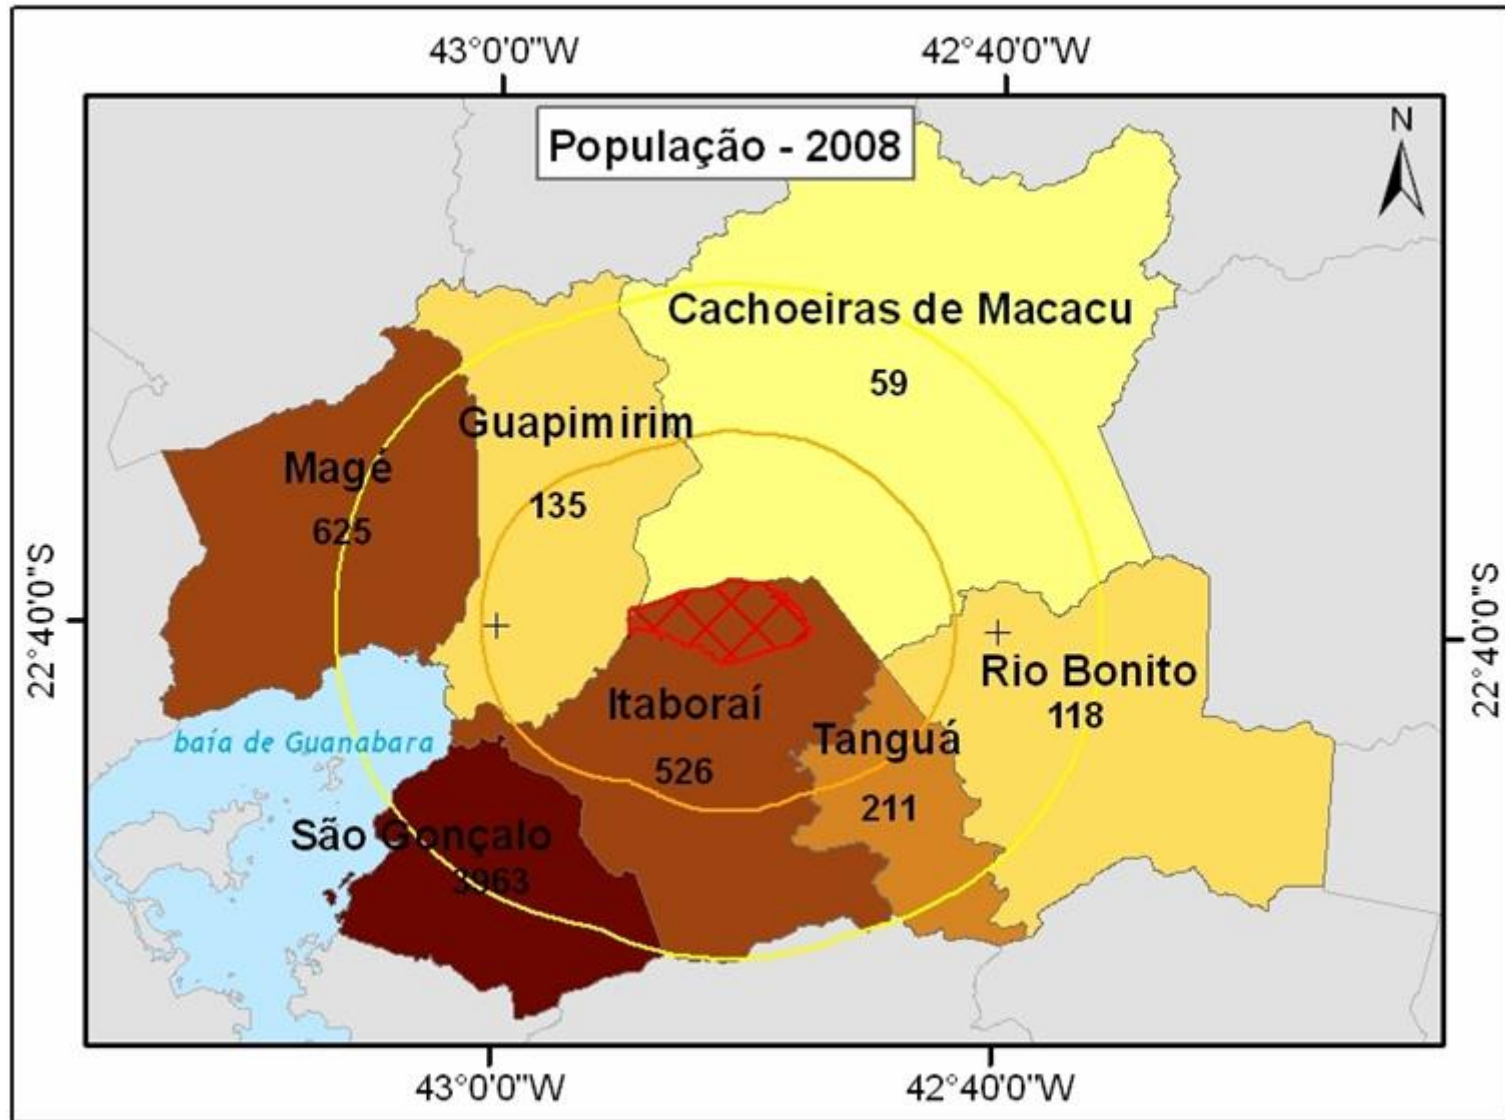 43°0'0"W
42°40'0"W
População - 2008
N
Cachoeiras de Macacu
59
Guapimirim
135
Magé
625
22°40'0"S
22°40'0"S
Rio Bonito
118
Itaboraí
526
Tanguá
211
baía de Guanabara
São Gonçalo
3963
43°0'0"W
42°40'0"W